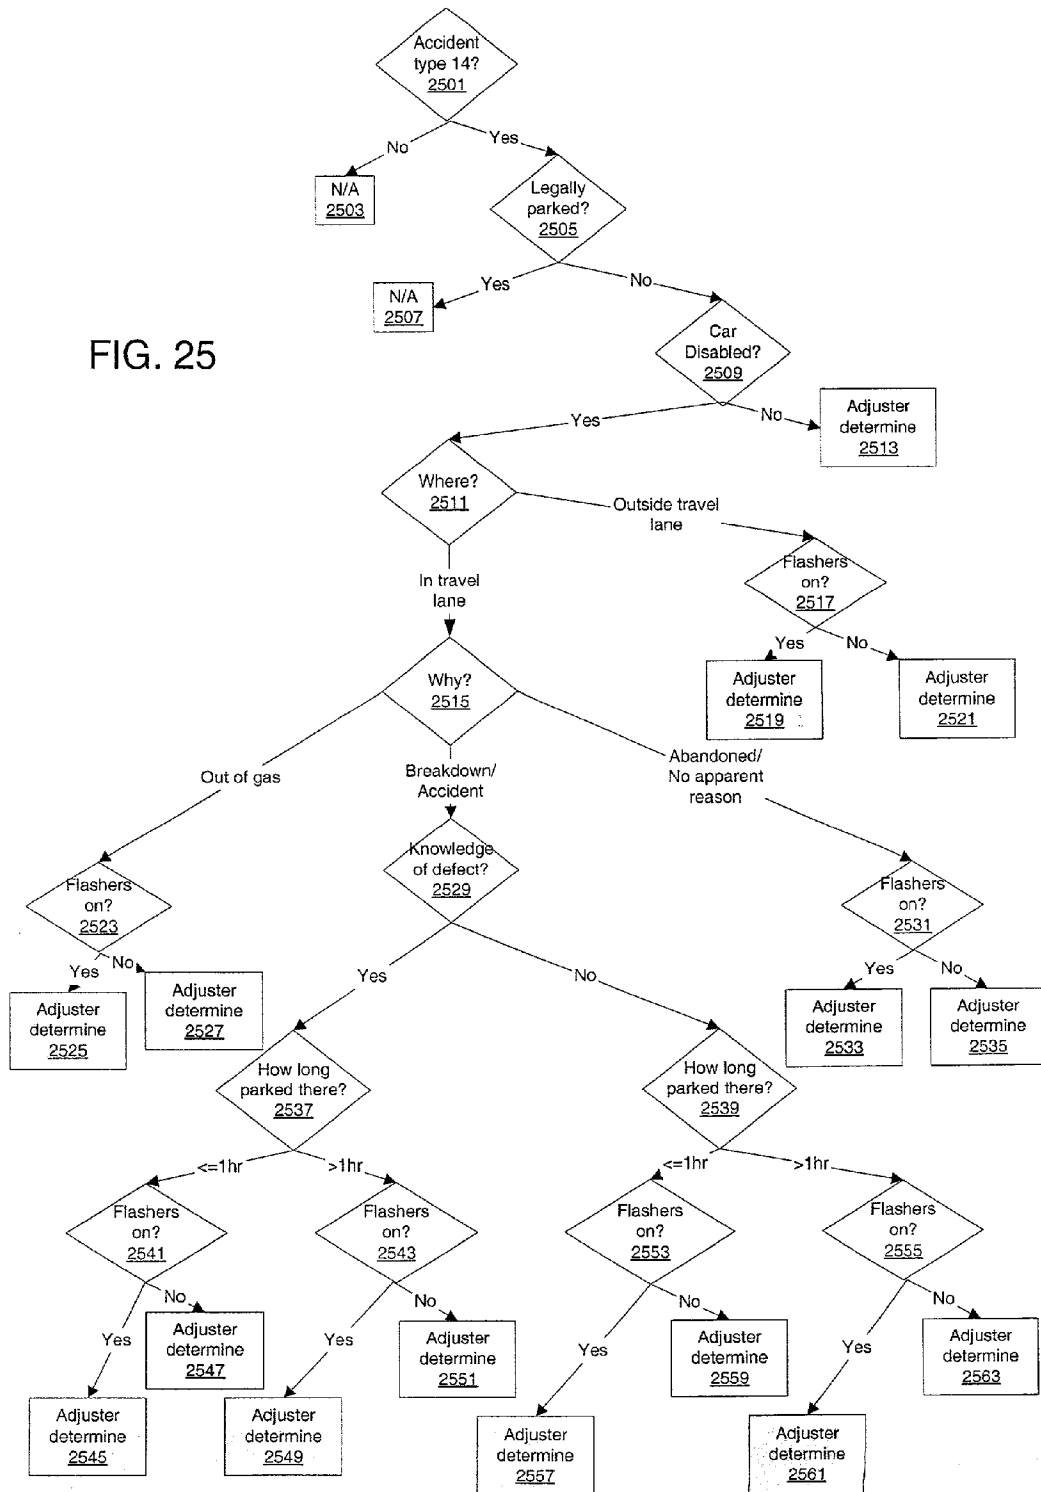 Accident
type 14?
2501
No
Yes
N/A
2503
Legally
parked?
2505
Yes
No
N/A
2507
FIG. 25
Car
Disabled?
2509
Yes
No
Adjuster
determine
2513
Where?
2511
Outside travel
lane
In travel
lane
Flashers
on?
2517
Yes
No
Adjuster
determine
2519
Adjuster
determine
2521
Why?
2515
Out of gas
Breakdown/
Accident
Abandoned/
No apparent
reason
Flashers
on?
2523
Yes
No
Adjuster
determine
2525
Adjuster
determine
2527
Knowledge
of defect?
2529
Yes
No
Flashers
on?
2531
Yes
No
Adjuster
determine
2533
Adjuster
determine
2535
How long
parked there?
2537
How long
parked there?
2539
<=1hr
>1hr
<=1hr
>1hr
Flashers
on?
2541
Flashers
on?
2543
Flashers
on?
2553
Flashers
on?
2555
Yes
No
Yes
No
Yes
No
Yes
No
Adjuster
determine
2547
Adjuster
determine
2551
Adjuster
determine
2559
Adjuster
determine
2563
Adjuster
determine
2545
Adjuster
determine
2549
Adjuster
determine
2557
Adjuster
determine
2561